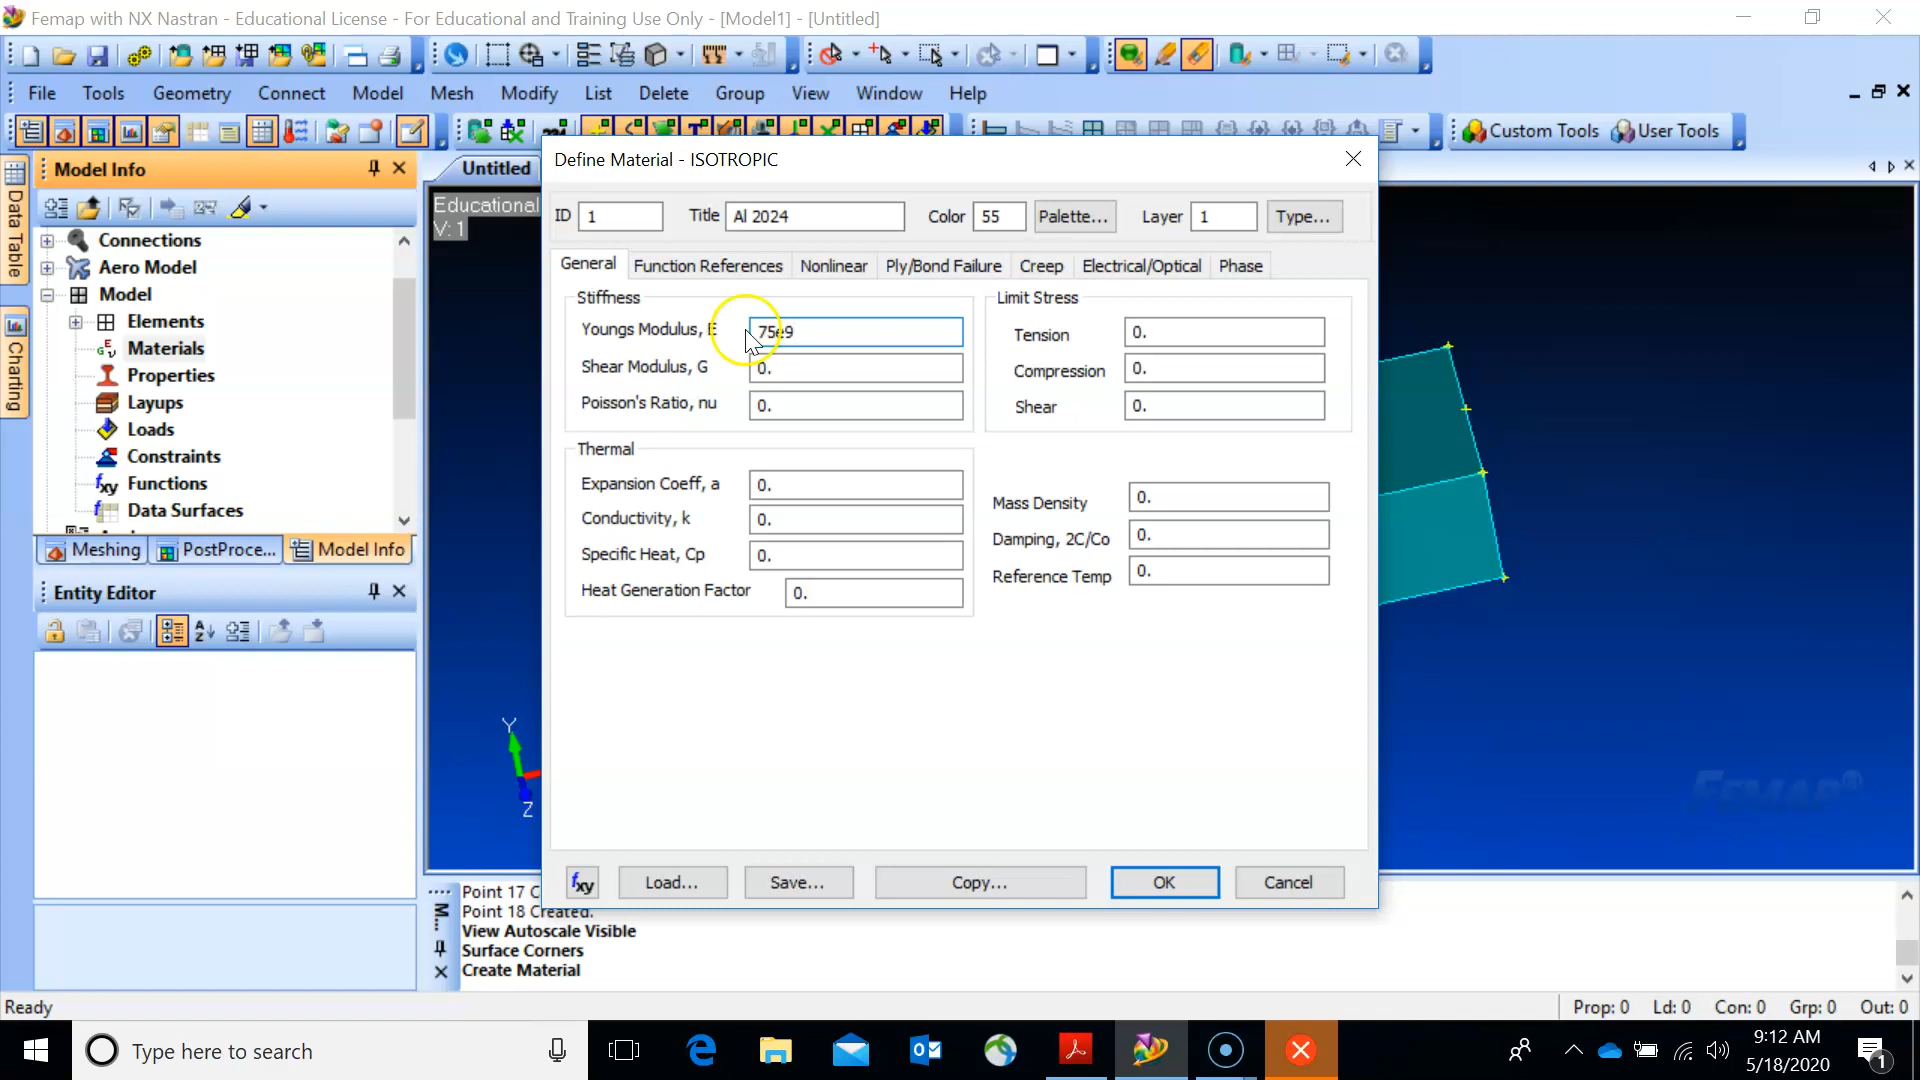 Femap with NX Nastran - Educational License - For Educational and Training Use Only - [Model1] - [Untitled]
File Tools Geometry Connect Model Mesh Modify List Delete Group View Window Help
Custom Tools User Tools
Model Info
Untitled
Define Material - ISOTROPIC
Data Table
Charting
Educational
V: 1
ID 1 Title Al 2024 Color 55 Palette... Layer 1 Type...
Connections
Aero Model
Model
Elements
Materials
Properties
Layups
Loads
Constraints
Functions
Data Surfaces
Meshing PostProce... Model Info
Entity Editor
General Function References Nonlinear Ply/Bond Failure Creep Electrical/Optical Phase
Stiffness
Youngs Modulus, E 75e9
Shear Modulus, G 0.
Poisson's Ratio, nu 0.
Limit Stress
Tension 0.
Compression 0.
Shear 0.
Thermal
Expansion Coeff, a 0.
Conductivity, k 0.
Specific Heat, Cp 0.
Heat Generation Factor 0.
Mass Density 0.
Damping, 2C/Co 0.
Reference Temp 0.
Y
Z
FEMAP
fxy Load... Save... Copy... OK Cancel
M...
Point 17 C
Point 18 Created.
View Autoscale Visible
Surface Corners
Create Material
Ready
Prop: 0 Ld: 0 Con: 0 Grp: 0 Out: 0
Type here to search
9:12 AM
5/18/2020
1